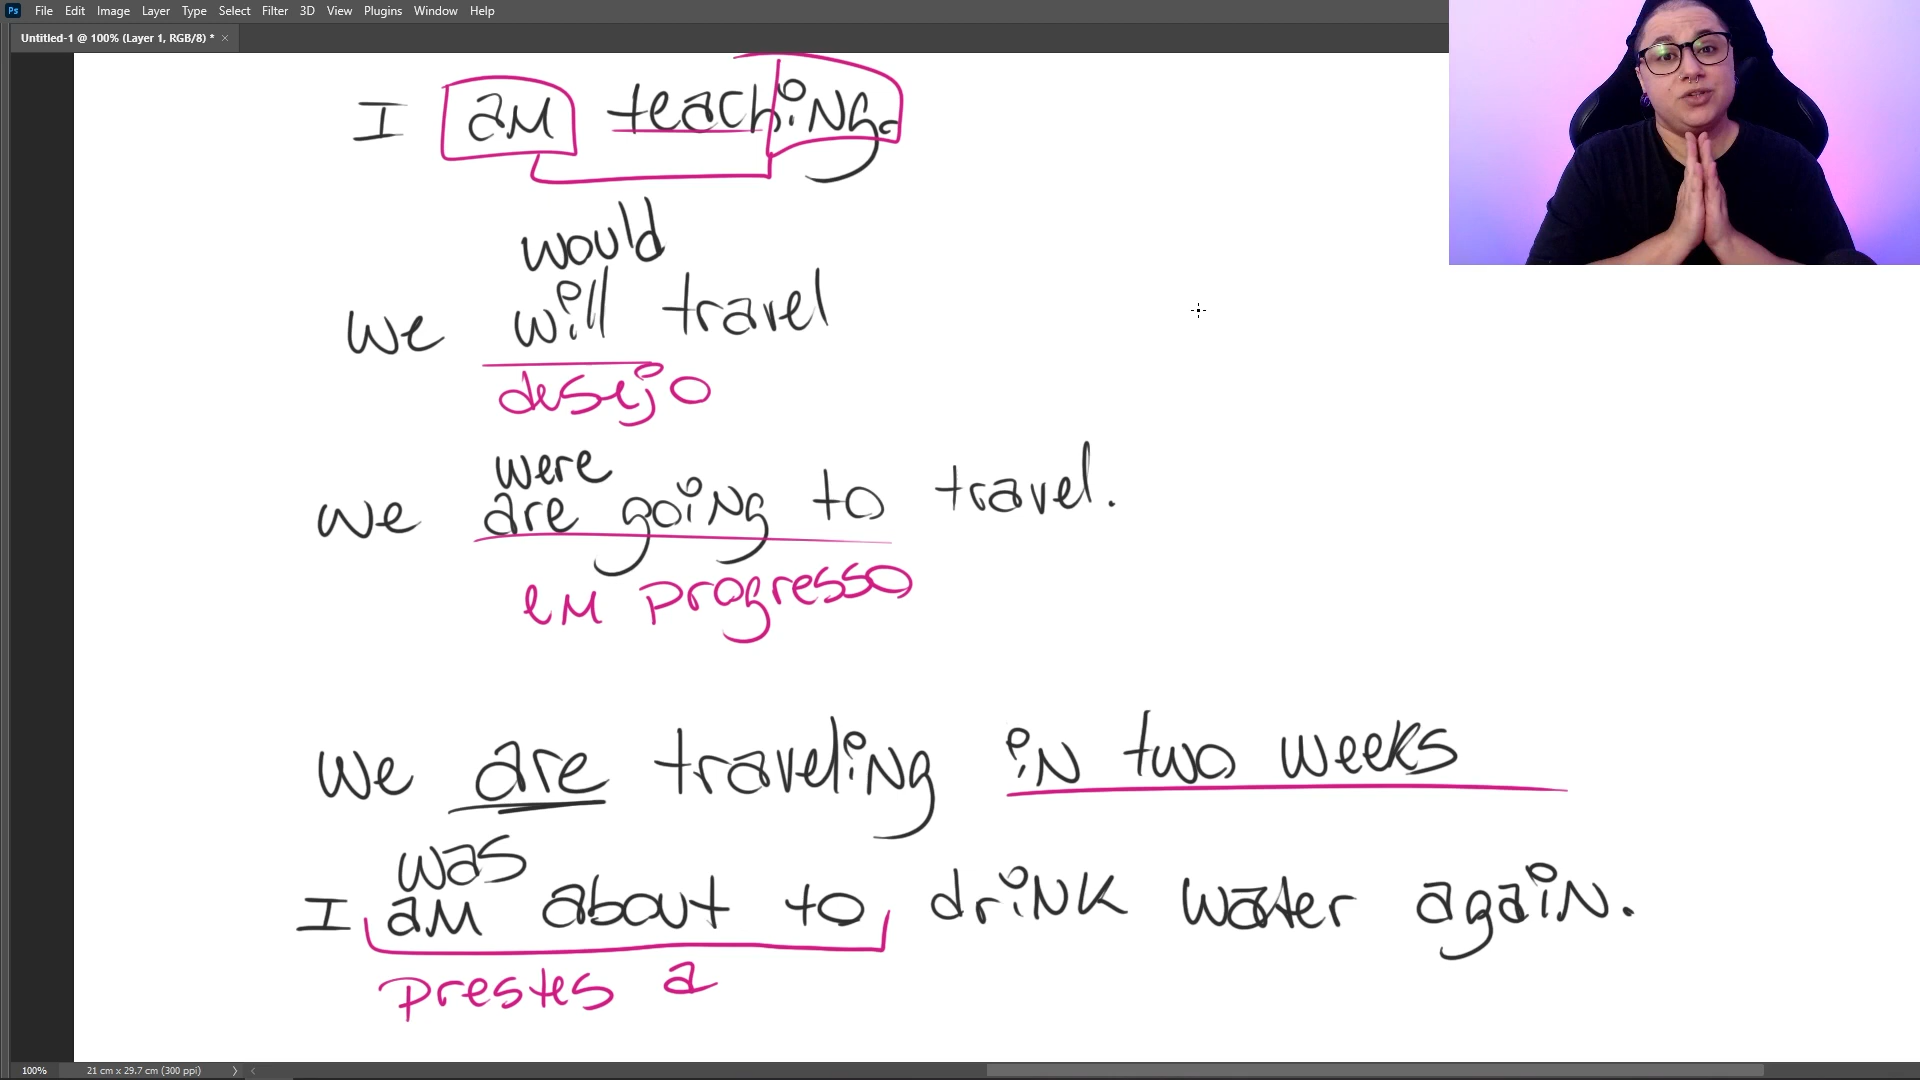 Ps File Edit Image Layer Type Select Filter 3D View Plugins Window Help
Untitled-1 @ 100% (Layer 1, RGB/8) * ×
I am teaching.
would
we will travel
desejo
were
we are going to travel.
em progresso
we are traveling in two weeks
was
I am about to drink water again.
prestes a
100% 21 cm x 29.7 cm (300 ppi)